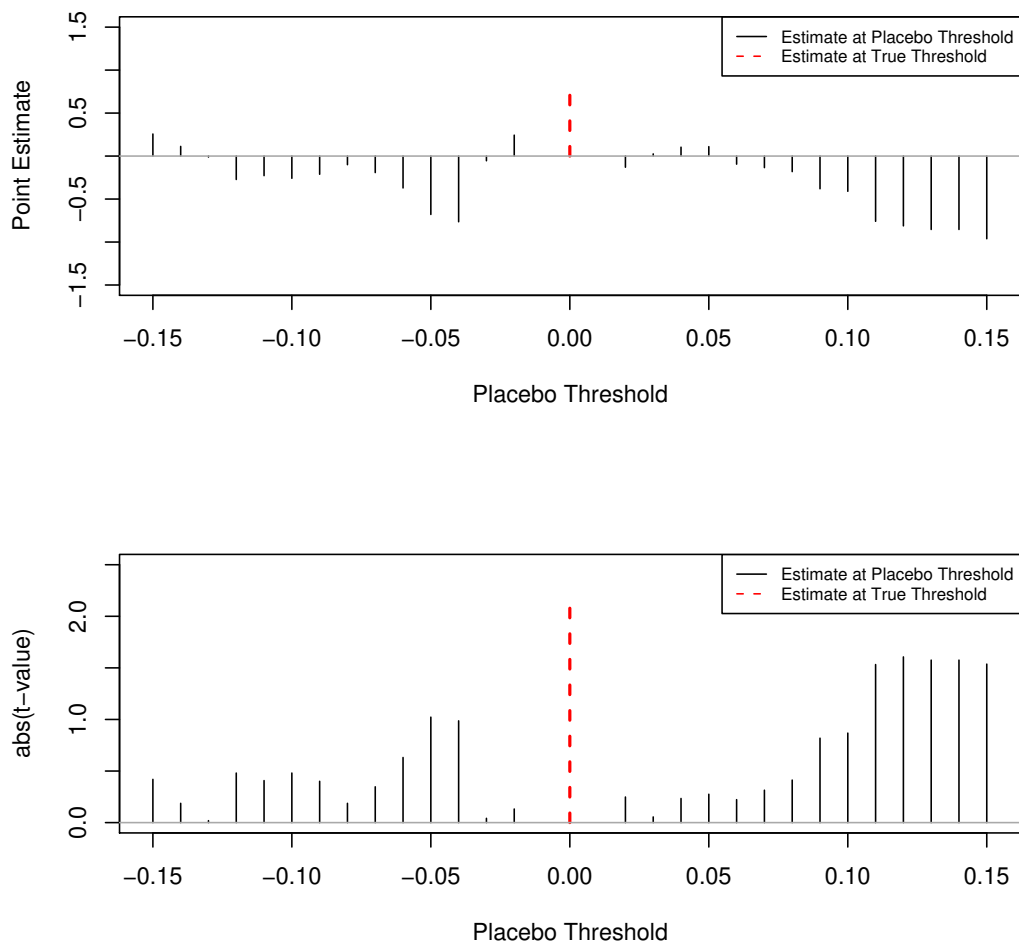 1.5
0.5
−0.5
−1.5
Point Estimate
Estimate at Placebo Threshold
Estimate at True Threshold
−0.15 −0.10 −0.05 0.00 0.05 0.10 0.15
Placebo Threshold
2.0
1.0
0.0
abs(t−value)
Estimate at Placebo Threshold
Estimate at True Threshold
−0.15 −0.10 −0.05 0.00 0.05 0.10 0.15
Placebo Threshold